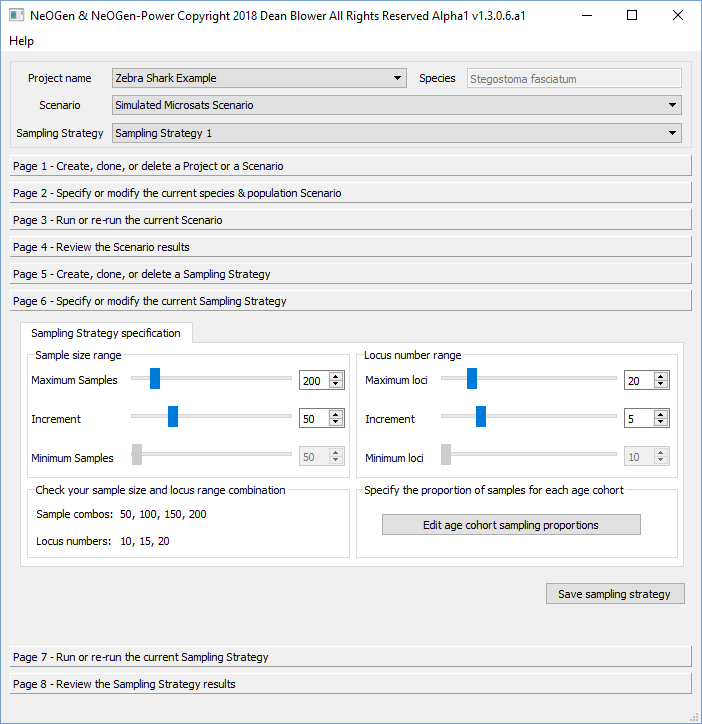 NeOGen & NeOGen-Power Copyright 2018 Dean Blower All Rights Reserved Alpha1 v1.3.0.6.a1
Help
Project name Zebra Shark Example Species Stegostoma fasciatum
Scenario Simulated Microsats Scenario
Sampling Strategy Sampling Strategy 1
Page 1 - Create, clone, or delete a Project or a Scenario
Page 2 - Specify or modify the current species & population Scenario
Page 3 - Run or re-run the current Scenario
Page 4 - Review the Scenario results
Page 5 - Create, clone, or delete a Sampling Strategy
Page 6 - Specify or modify the current Sampling Strategy
Sampling Strategy specification
Sample size range
Maximum Samples 200
Increment 50
Minimum Samples 50
Locus number range
Maximum loci 20
Increment 5
Minimum loci 10
Check your sample size and locus range combination
Sample combos: 50, 100, 150, 200
Locus numbers: 10, 15, 20
Specify the proportion of samples for each age cohort
Edit age cohort sampling proportions
Save sampling strategy
Page 7 - Run or re-run the current Sampling Strategy
Page 8 - Review the Sampling Strategy results